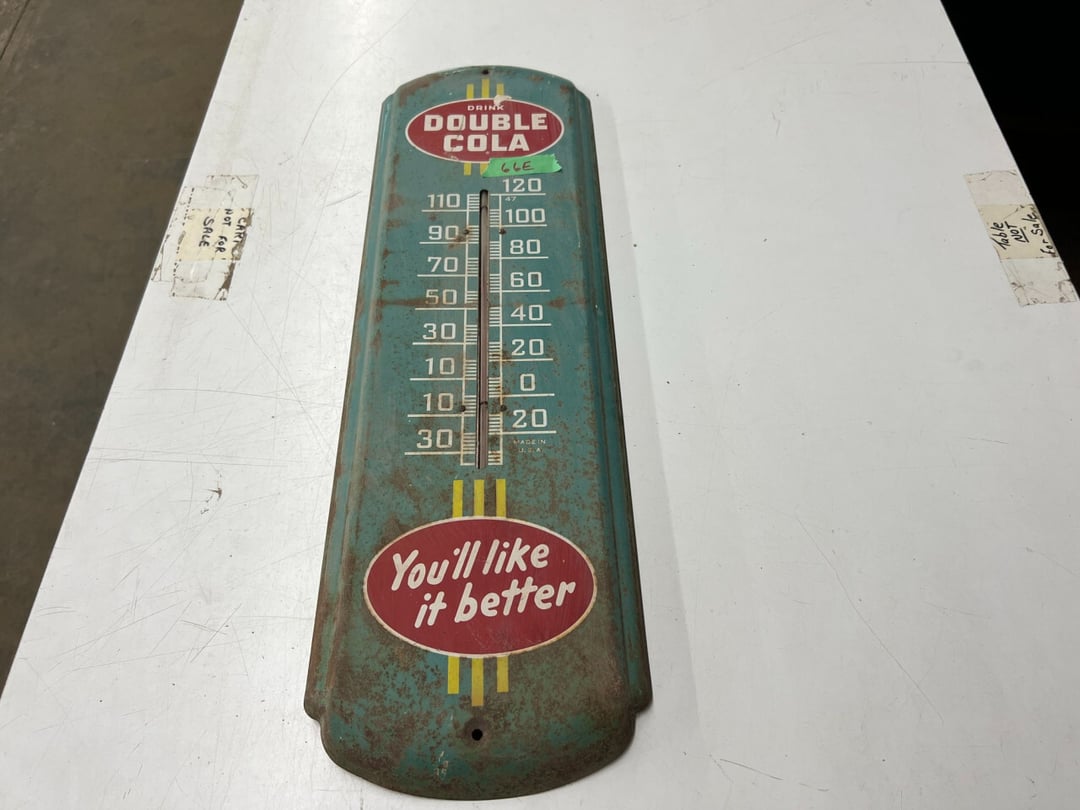 DRINK
DOUBLE
COLA
66E
120
47
110
100
90
80
70
60
50
40
30
20
10
0
10
20
30
MADE IN
U.S.A.
You'll like
it better
CART
NOT FOR
SALE
Table
NOT
for Sale